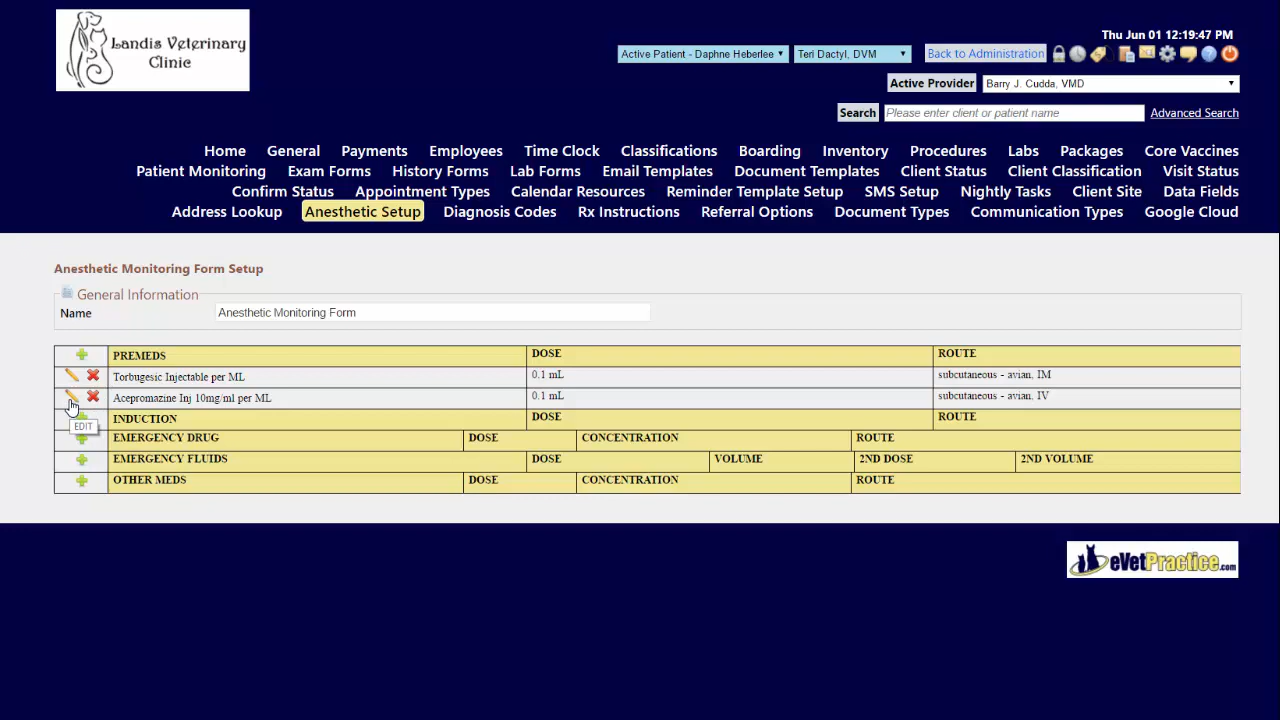 Landis Veterinary
Clinic
Thu Jun 01 12:19:47 PM
Active Patient - Daphne Heberlee
Teri Dactyl, DVM
Back to Administration
Active Provider
Barry J. Cudda, VMD
Search
Please enter client or patient name
Advanced Search
Home General Payments Employees Time Clock Classifications Boarding Inventory Procedures Labs Packages Core Vaccines
Patient Monitoring Exam Forms History Forms Lab Forms Email Templates Document Templates Client Status Client Classification Visit Status
Confirm Status Appointment Types Calendar Resources Reminder Template Setup SMS Setup Nightly Tasks Client Site Data Fields
Address Lookup Anesthetic Setup Diagnosis Codes Rx Instructions Referral Options Document Types Communication Types Google Cloud
Anesthetic Monitoring Form Setup
General Information
Name Anesthetic Monitoring Form
PREMEDS DOSE ROUTE
Torbugesic Injectable per ML 0.1 mL subcutaneous - avian, IM
Acepromazine Inj 10mg/ml per ML 0.1 mL subcutaneous - avian, IV
INDUCTION DOSE ROUTE
EDIT
EMERGENCY DRUG DOSE CONCENTRATION ROUTE
EMERGENCY FLUIDS DOSE VOLUME 2ND DOSE 2ND VOLUME
OTHER MEDS DOSE CONCENTRATION ROUTE
eVetPractice.com